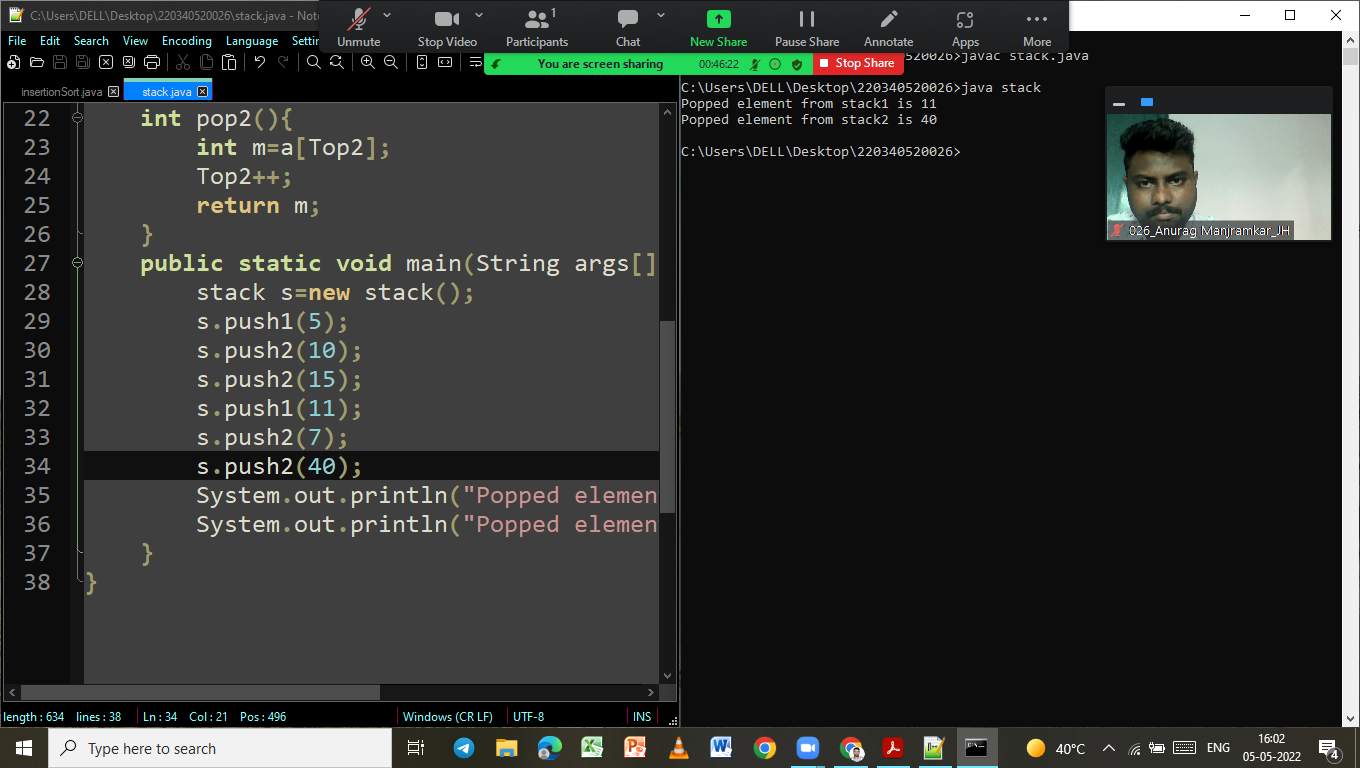 C:\Users\DELL\Desktop\220340520026\stack.java - Note
File Edit Search View Encoding Language Settin
Unmute Stop Video Participants 1 Chat New Share Pause Share Annotate Apps More
You are screen sharing 00:46:22 Stop Share
insertionSort.java stack.java
22 int pop2(){
23 int m=a[Top2];
24 Top2++;
25 return m;
26 }
27 public static void main(String args[]
28 stack s=new stack();
29 s.push1(5);
30 s.push2(10);
31 s.push2(15);
32 s.push1(11);
33 s.push2(7);
34 s.push2(40);
35 System.out.println("Popped elemen
36 System.out.println("Popped elemen
37 }
38 }
length : 634 lines : 38 Ln : 34 Col : 21 Pos : 496 Windows (CR LF) UTF-8 INS
520026>javac stack.java
C:\Users\DELL\Desktop\220340520026>java stack
Popped element from stack1 is 11
Popped element from stack2 is 40
C:\Users\DELL\Desktop\220340520026>
026_Anurag Manjramkar_JH
Type here to search
40°C ENG 16:02
05-05-2022 4